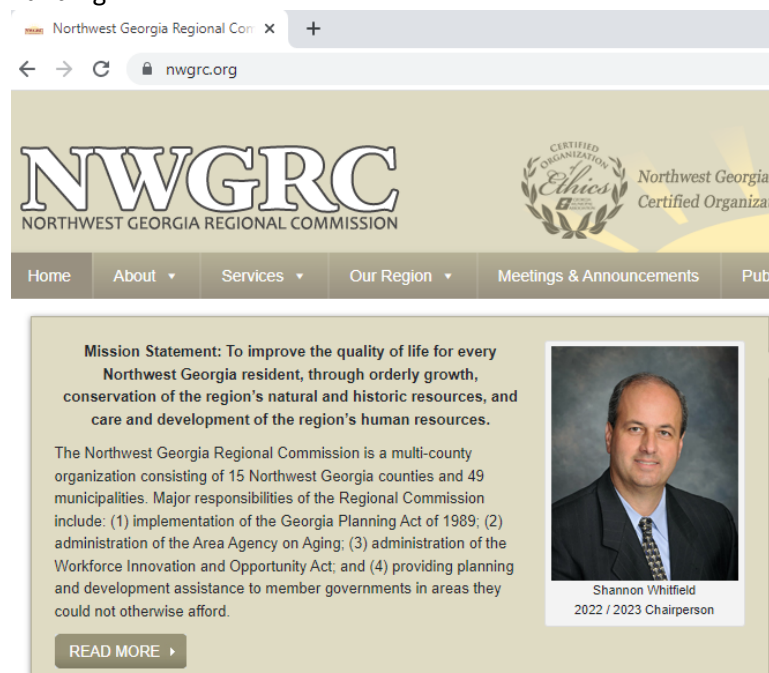 Northwest Georgia Regional Com
nwgrc.org
NWGRC
NORTHWEST GEORGIA REGIONAL COMMISSION
CERTIFIED
ORGANIZATION
of
Ethics
Northwest Georgia
Certified
Home About Services Our Region Meetings & Announcements
Mission Statement: To improve the quality of life for every
Northwest Georgia resident, through orderly growth,
conservation of the region's natural and historic resources, and
care and development of the region's human resources.
The Northwest Georgia Regional Commission is a multi-county
organization consisting of 15 Northwest Georgia counties and 49
municipalities. Major responsibilities of the Regional Commission
include: (1) implementation of the Georgia Planning Act of 1989; (2)
administration of the Area Agency on Aging; (3) administration of the
Workforce Innovation and Opportunity Act; and (4) providing planning
and development assistance to member governments in areas they
could not otherwise afford.
READ MORE
Shannon Whitfield
2022 / 2023 Chairperson